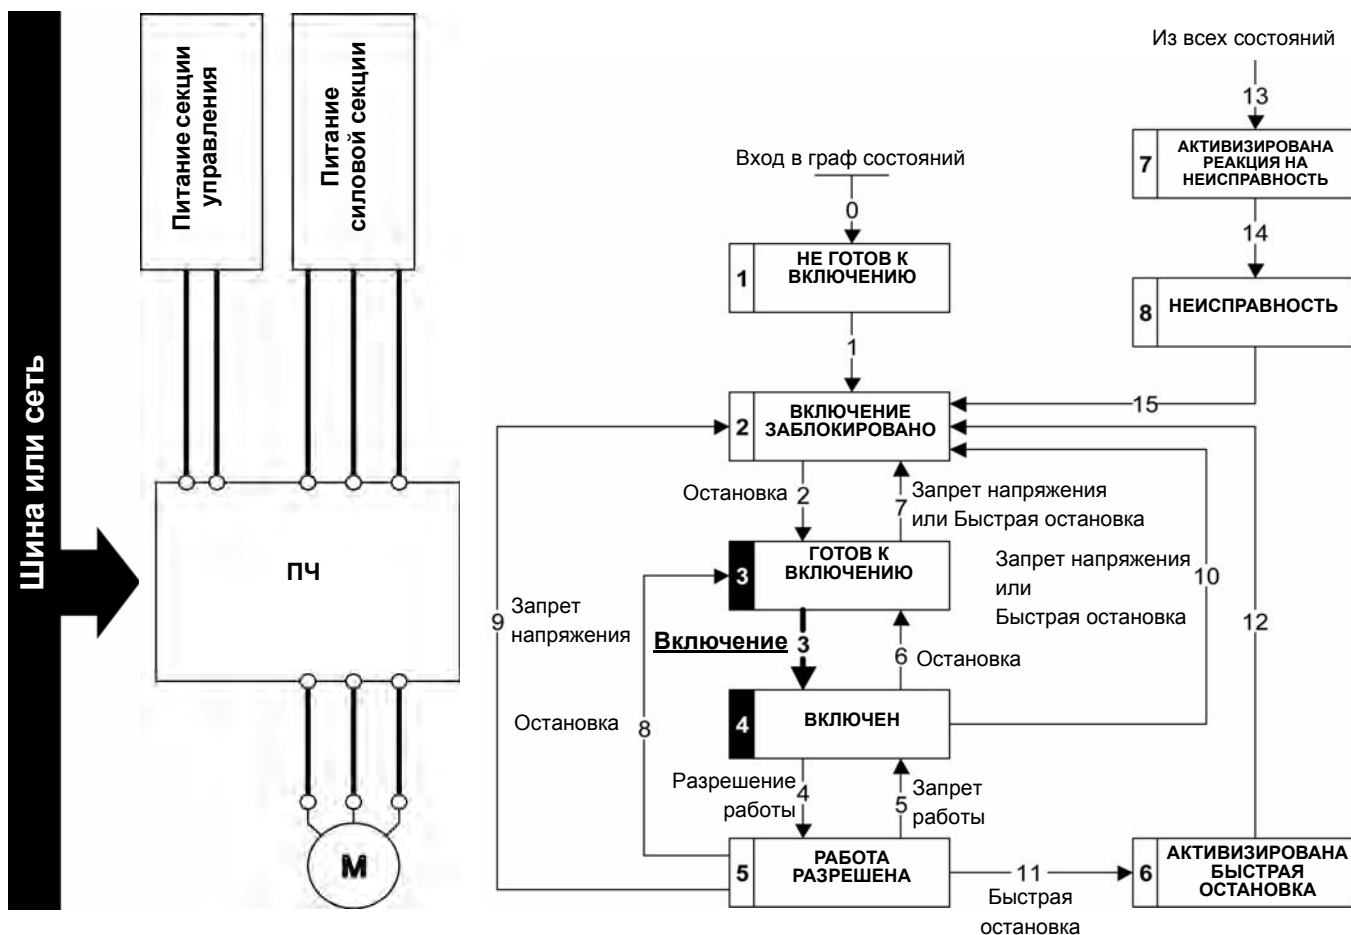 Шина или сеть
Питание секции
управления
Питание
силовой секции
ПЧ
М
Из всех состояний
13
7
АКТИВИЗИРОВАНА
РЕАКЦИЯ НА
НЕИСПРАВНОСТЬ
14
8
НЕИСПРАВНОСТЬ
15
Вход в граф состояний
0
1
НЕ ГОТОВ К
ВКЛЮЧЕНИЮ
1
2
ВКЛЮЧЕНИЕ
ЗАБЛОКИРОВАНО
Остановка
2
7
Запрет напряжения
или Быстрая остановка
3
ГОТОВ К
ВКЛЮЧЕНИЮ
Запрет напряжения
или
Быстрая остановка
10
12
9
Запрет
напряжения
Включение
3
6
Остановка
Остановка
8
4
ВКЛЮЧЕН
Разрешение
работы
4
5
Запрет
работы
5
РАБОТА
РАЗРЕШЕНА
11
Быстрая
остановка
6
АКТИВИЗИРОВАНА
БЫСТРАЯ
ОСТАНОВКА